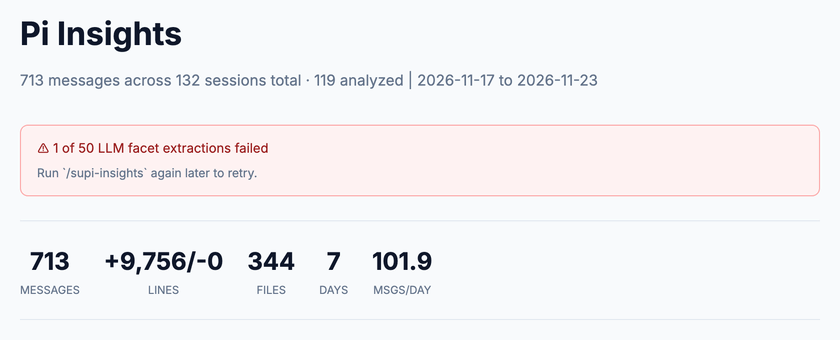 Pi Insights
713 messages across 132 sessions total · 119 analyzed | 2026-11-17 to 2026-11-23
⚠ 1 of 50 LLM facet extractions failed
Run `/supi-insights` again later to retry.
713 +9,756/-0 344 7 101.9
MESSAGES LINES FILES DAYS MSGS/DAY